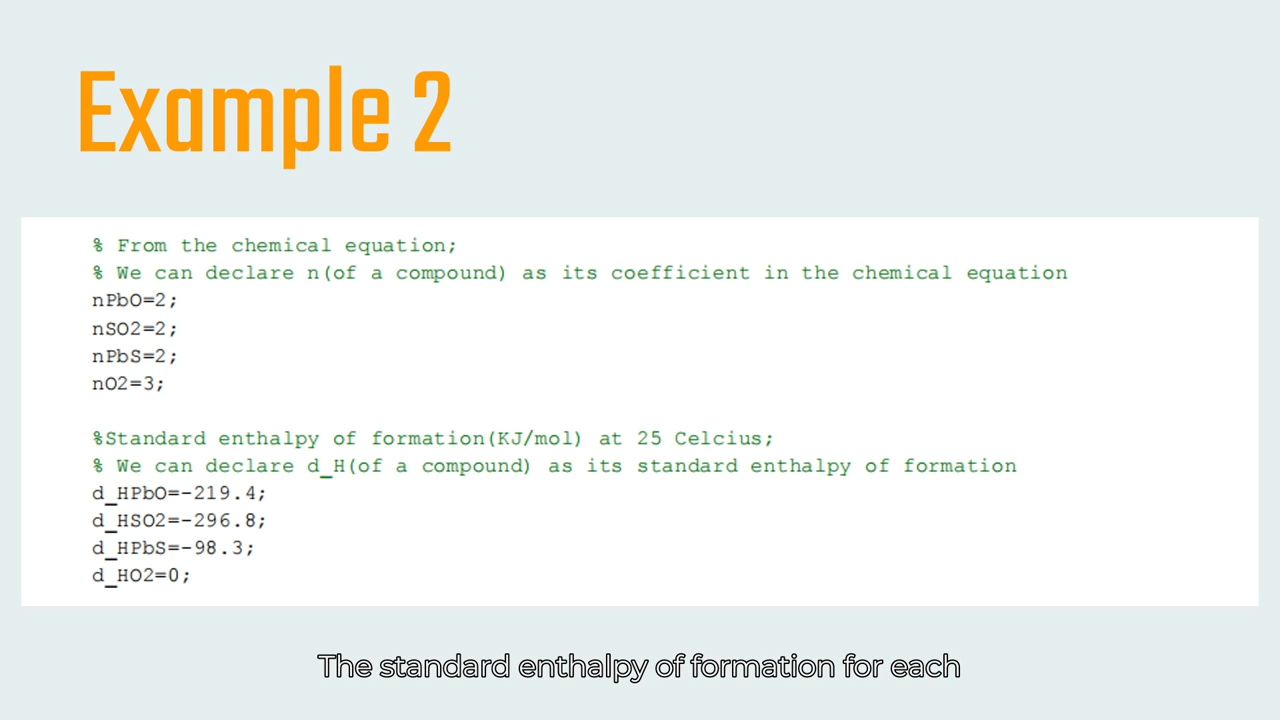 Example 2
% From the chemical equation;
% We can declare n(of a compound) as its coefficient in the chemical equation
nPbO=2;
nSO2=2;
nPbS=2;
nO2=3;
%Standard enthalpy of formation(KJ/mol) at 25 Celcius;
% We can declare d_H(of a compound) as its standard enthalpy of formation
d_HPbO=-219.4;
d_HSO2=-296.8;
d_HPbS=-98.3;
d_HO2=0;
The standard enthalpy of formation for each